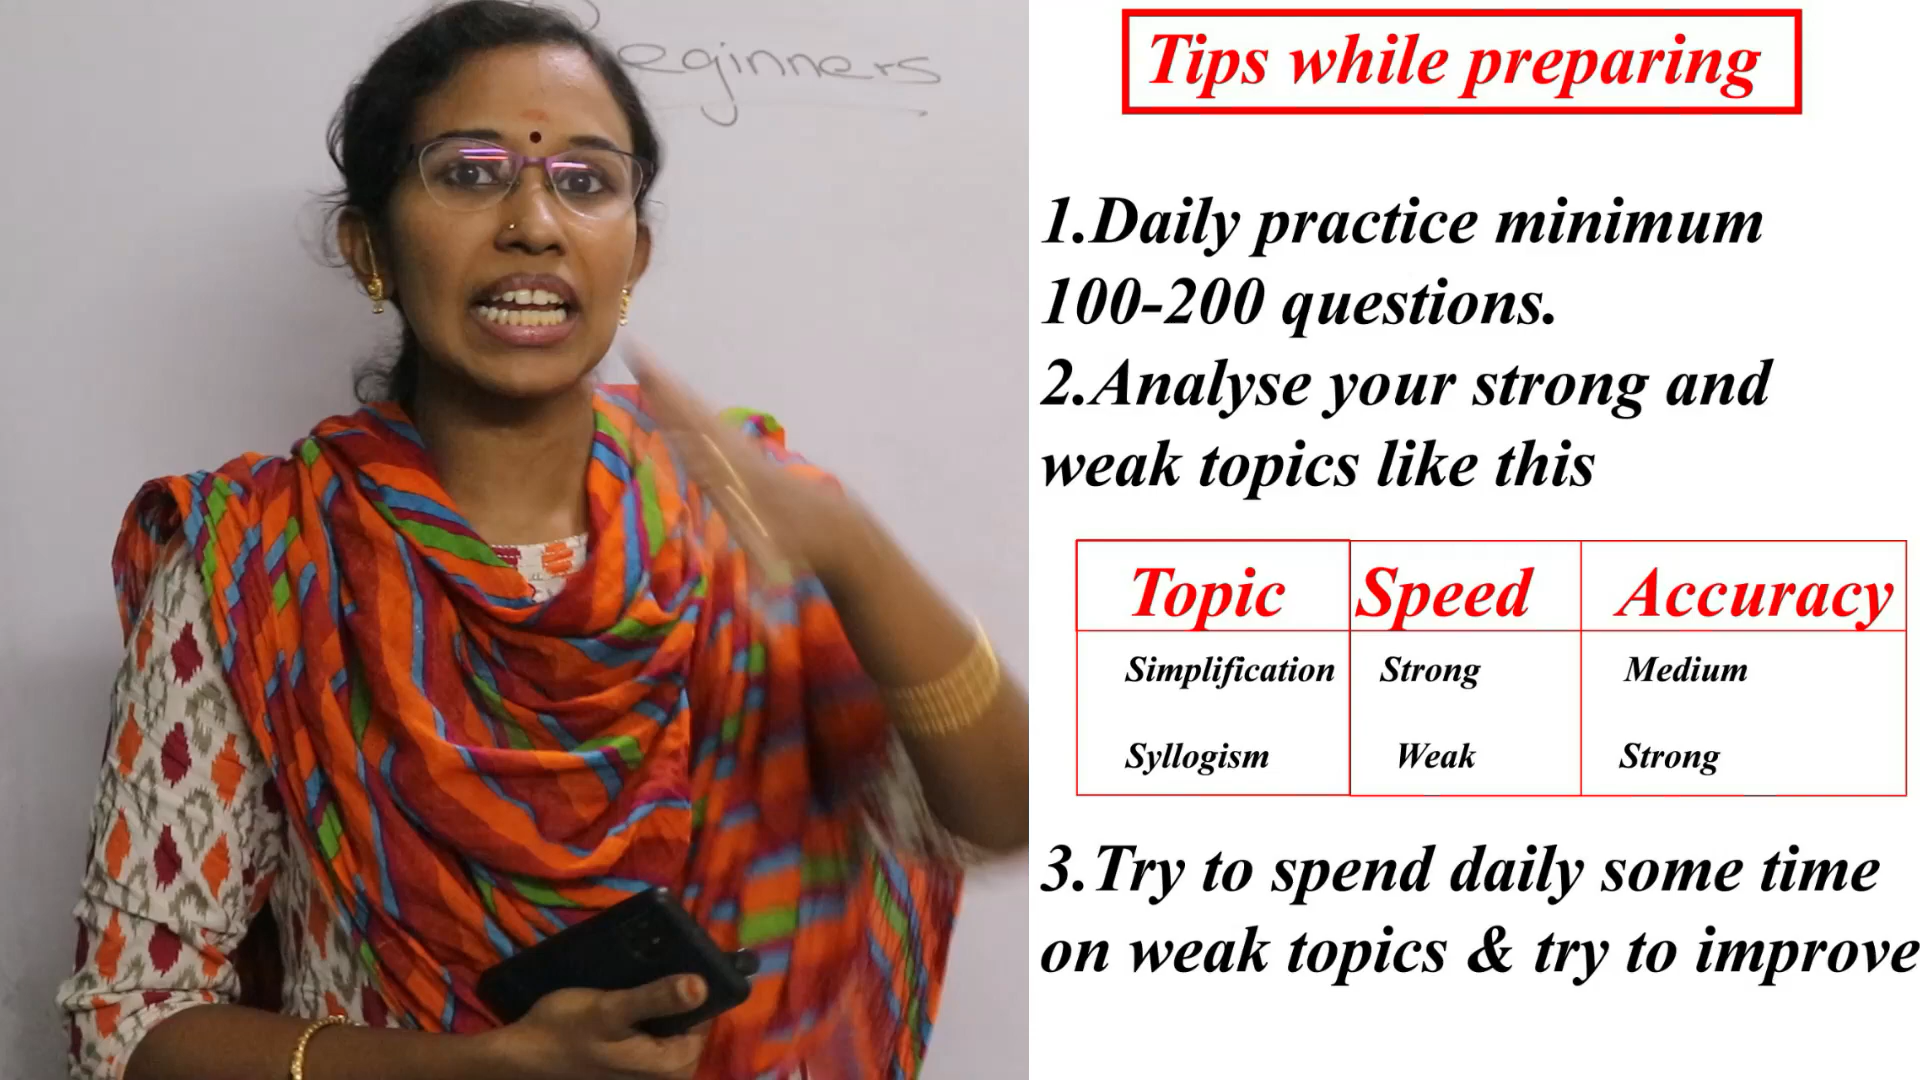 Beginners
Tips while preparing
1.Daily practice minimum
100-200 questions.
2.Analyse your strong and
weak topics like this
Topic Speed Accuracy
Simplification Strong Medium
Syllogism Weak Strong
3.Try to spend daily some time
on weak topics & try to improve